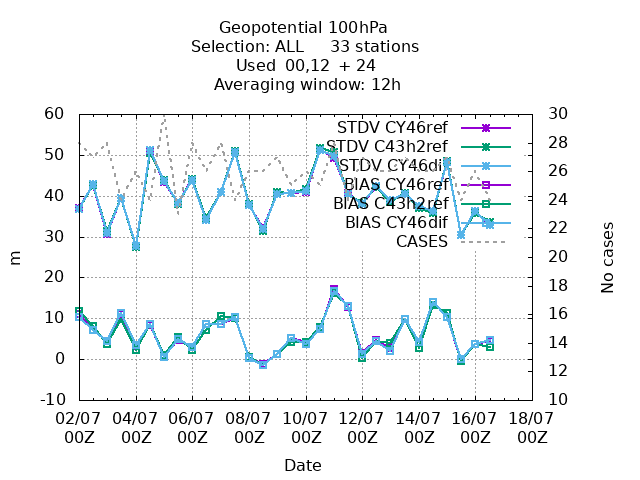 Geopotential 100hPa
Selection: ALL 33 stations
Used 00,12 + 24
Averaging window: 12h
60
50
40
30
20
10
0
-10
30
28
26
24
22
20
18
16
14
12
10
m
No cases
STDV CY46ref
STDV C43h2ref
STDV CY46dif
BIAS CY46ref
BIAS C43h2ref
BIAS CY46dif
CASES
02/07 04/07 06/07 08/07 10/07 12/07 14/07 16/07 18/07
00Z 00Z 00Z 00Z 00Z 00Z 00Z 00Z 00Z
Date